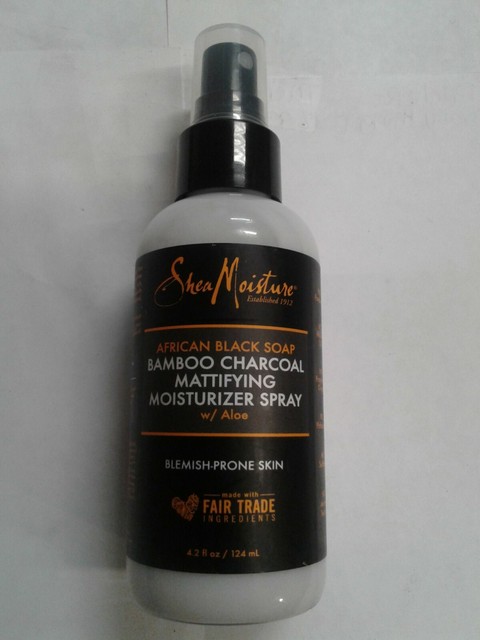 SheaMoisture®
Established 1912
AFRICAN BLACK SOAP
BAMBOO CHARCOAL
MATTIFYING
MOISTURIZER SPRAY
w/ Aloe
BLEMISH-PRONE SKIN
made with
FAIR TRADE
INGREDIENTS
4.2 fl oz / 124 mL